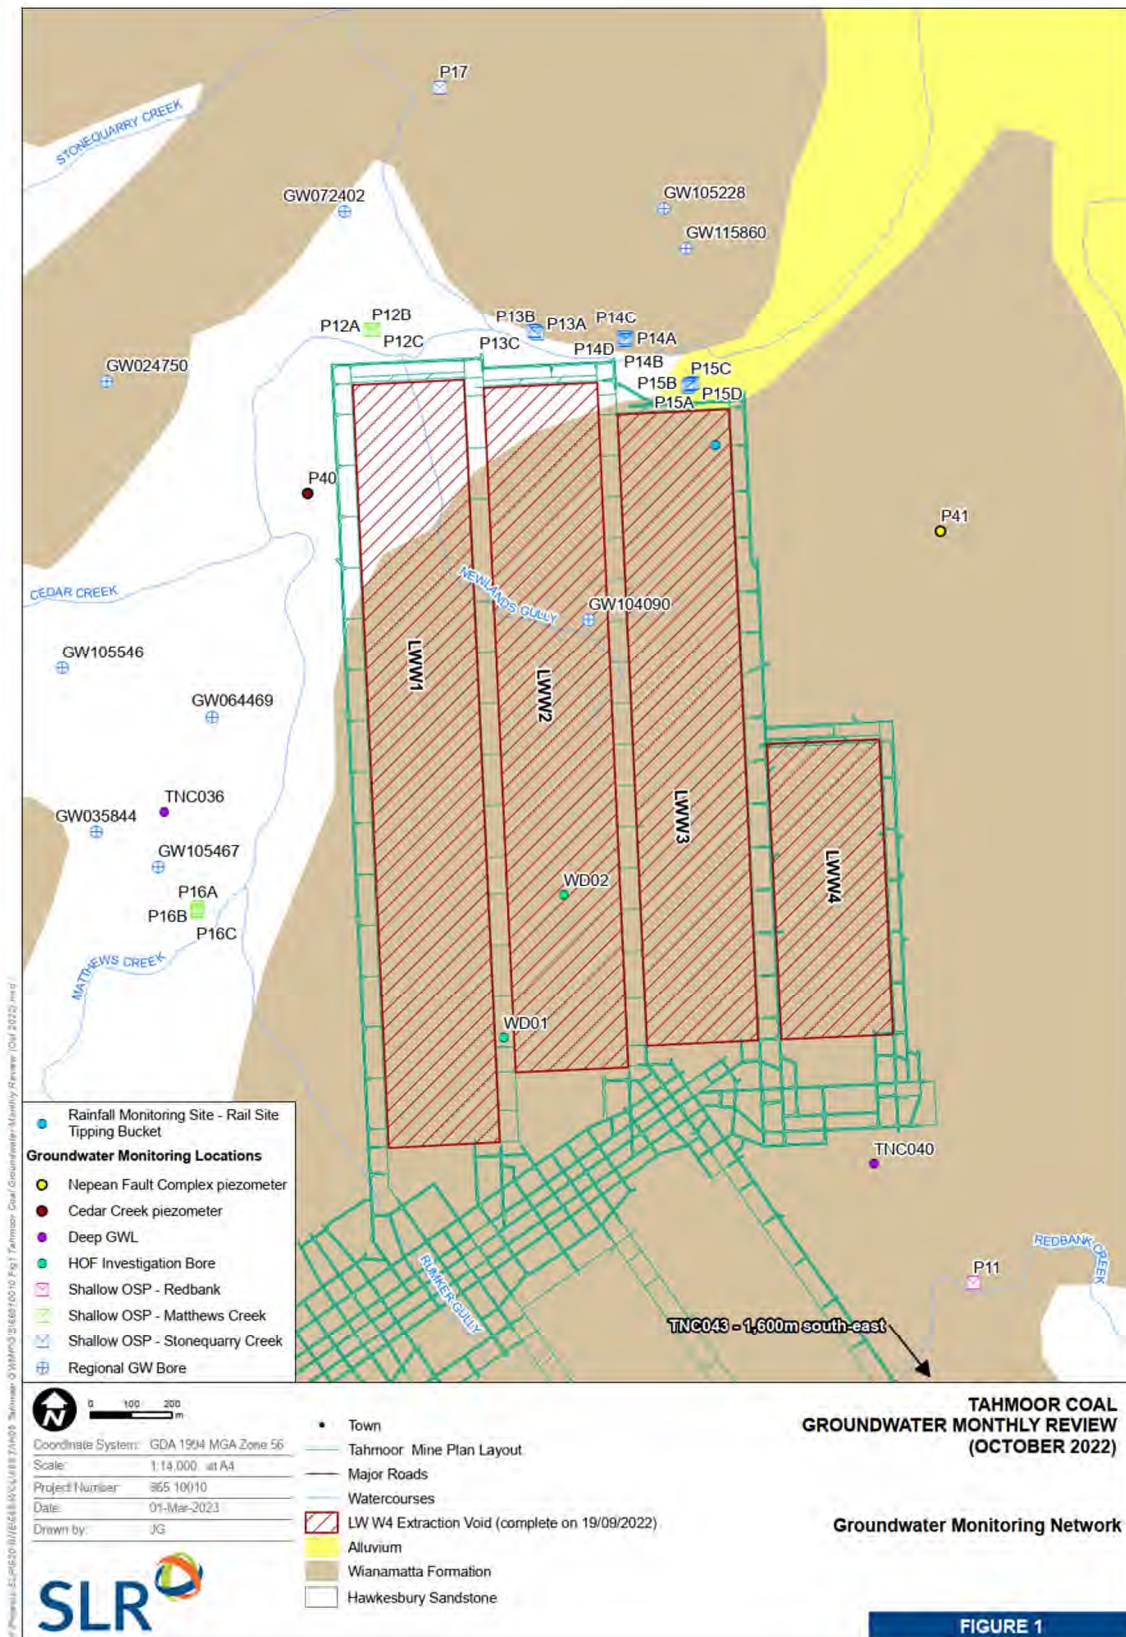 P17
STONEQUARRY CREEK
GW072402
GW105228
GW115860
P12B
P12A
P12C
P13B
P13A
P13C
P14C
P14A
P14D
P14B
P15C
P15B
P15D
P15A
GW024750
P40
P41
CEDAR CREEK
NEWLANDS GULLY
GW104090
GW105546
LWW1
LWW2
GW064469
TNC036
GW035844
LWW3
GW105467
LWW4
WD02
P16A
P16B
P16C
MATTHEWS CREEK
WD01
TNC040
REDBANK CREEK
P11
RUMKER GULLY
TNC043 - 1,600m south-east
Rainfall Monitoring Site - Rail Site
Tipping Bucket
Groundwater Monitoring Locations
Nepean Fault Complex piezometer
Cedar Creek piezometer
Deep GWL
HOF Investigation Bore
Shallow OSP - Redbank
Shallow OSP - Matthews Creek
Shallow OSP - Stonequarry Creek
Regional GW Bore
N
0 100 200
m
Coordinate System: GDA 1994 MGA Zone 56
Scale: 1:14,000 at A4
Project Number: 665.10010
Date: 01-Mar-2023
Drawn by: JG
SLR
Town
Tahmoor Mine Plan Layout
Major Roads
Watercourses
LW W4 Extraction Void (complete on 19/09/2022)
Alluvium
Wianamatta Formation
Hawkesbury Sandstone
TAHMOOR COAL
GROUNDWATER MONTHLY REVIEW
(OCTOBER 2022)
Groundwater Monitoring Network
FIGURE 1